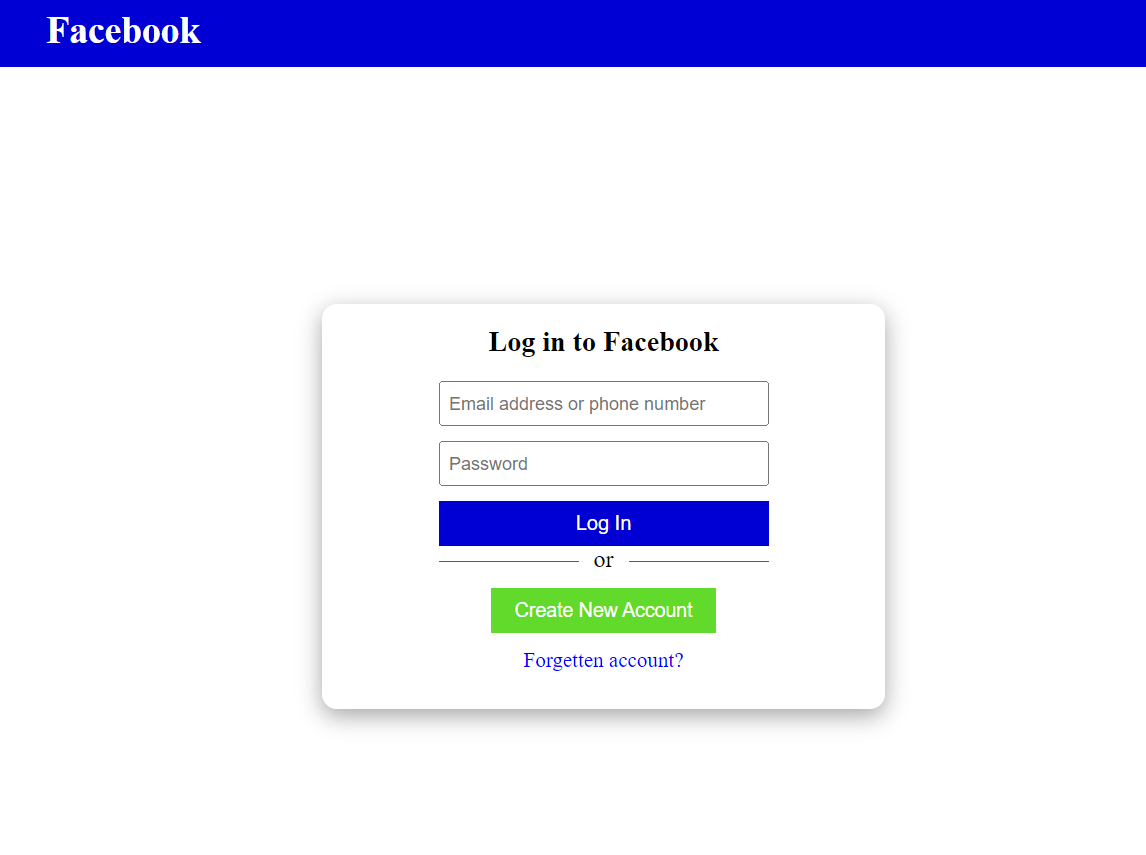 Facebook
Log in to Facebook
Email address or phone number
Password
Log In
or
Create New Account
Forgetten account?